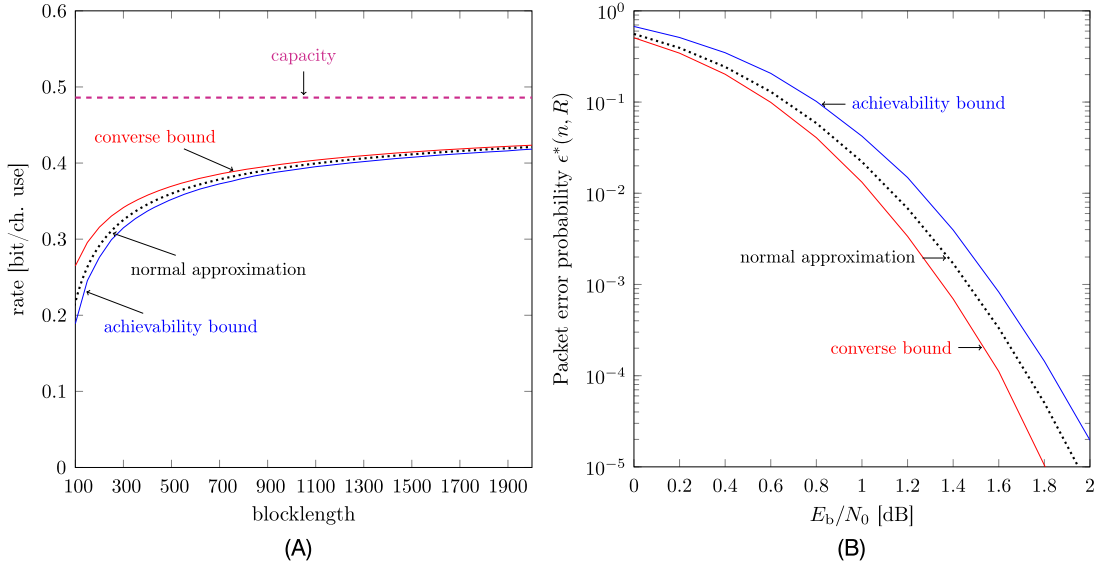 0.6
0.5
0.4
0.3
0.2
0.1
0
rate [bit/ch. use]
capacity
converse bound
normal approximation
achievability bound
100 300 500 700 900 1100 1300 1500 1700 1900
blocklength
(A)
10^0
10^−1
10^−2
10^−3
10^−4
10^−5
Packet error probability ϵ*(n, R)
achievability bound
normal approximation
converse bound
0 0.2 0.4 0.6 0.8 1.0 1.2 1.4 1.6 1.8 2
E_b/N_0 [dB]
(B)